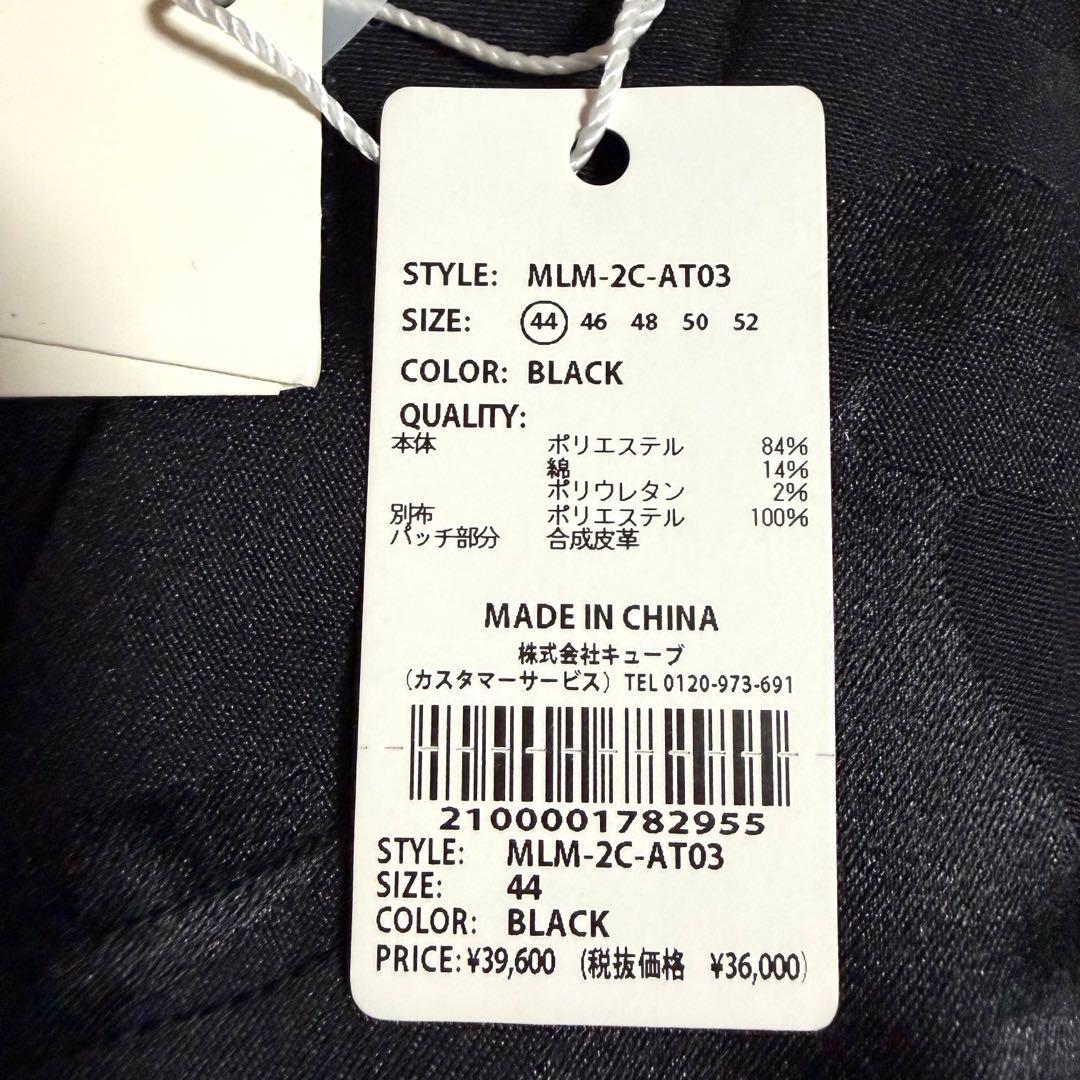 STYLE: MLM-2C-AT03
SIZE: 44 46 48 50 52
COLOR: BLACK
QUALITY:
本体 ポリエステル 84%
綿 14%
ポリウレタン 2%
別布 ポリエステル 100%
パッチ部分 合成皮革
MADE IN CHINA
株式会社キューブ
(カスタマーサービス) TEL 0120-973-691
2100001782955
STYLE: MLM-2C-AT03
SIZE: 44
COLOR: BLACK
PRICE: ¥39,600 (税抜価格 ¥36,000)